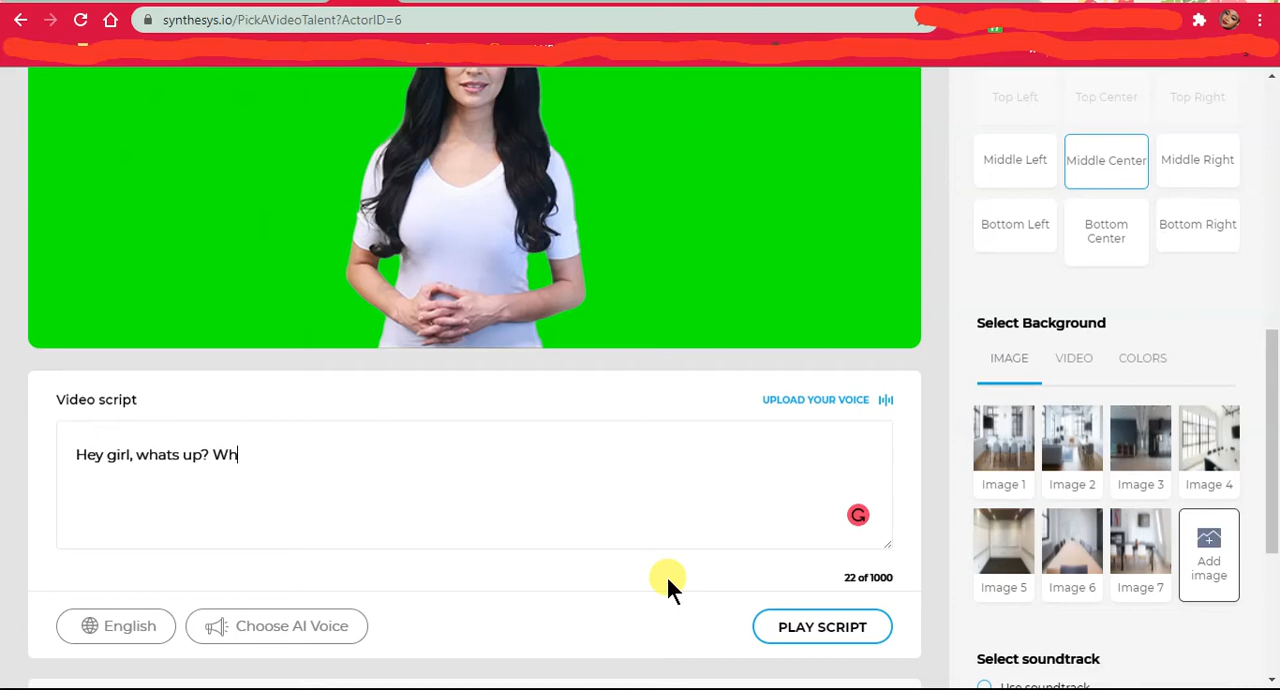 synthesys.io/PickAVideoTalent?ActorID=6
Top Left Top Center Top Right
Middle Left Middle Center Middle Right
Bottom Left Bottom Center Bottom Right
Select Background
IMAGE VIDEO COLORS
Image 1 Image 2 Image 3 Image 4
Image 5 Image 6 Image 7 Add image
Select soundtrack
Use soundtrack
Video script
UPLOAD YOUR VOICE
Hey girl, whats up? Wh
22 of 1000
English
Choose AI Voice
PLAY SCRIPT